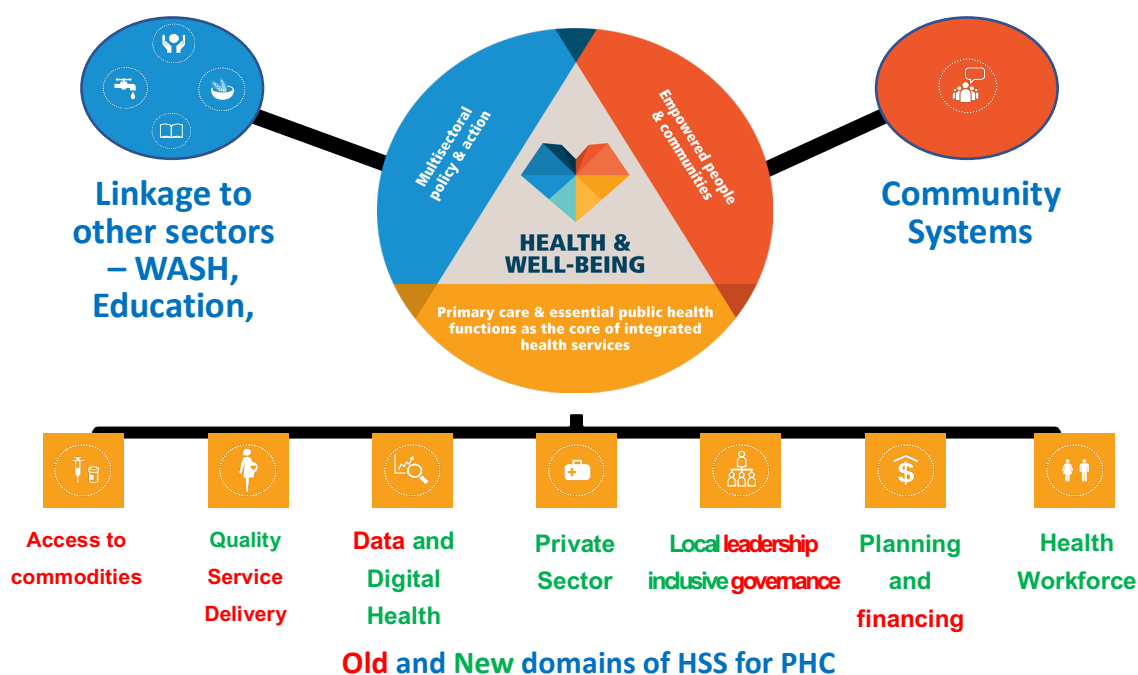 Multisectoral
policy & action
Empowered people
& communities
HEALTH &
WELL-BEING
Primary care & essential public health
functions as the core of integrated
health services
Linkage to
other sectors
– WASH,
Education,
Community
Systems
$
Access to
commodities
Quality
Service
Delivery
Data and
Digital
Health
Private
Sector
Local leadership
inclusive governance
Planning
and
financing
Health
Workforce
Old and New domains of HSS for PHC